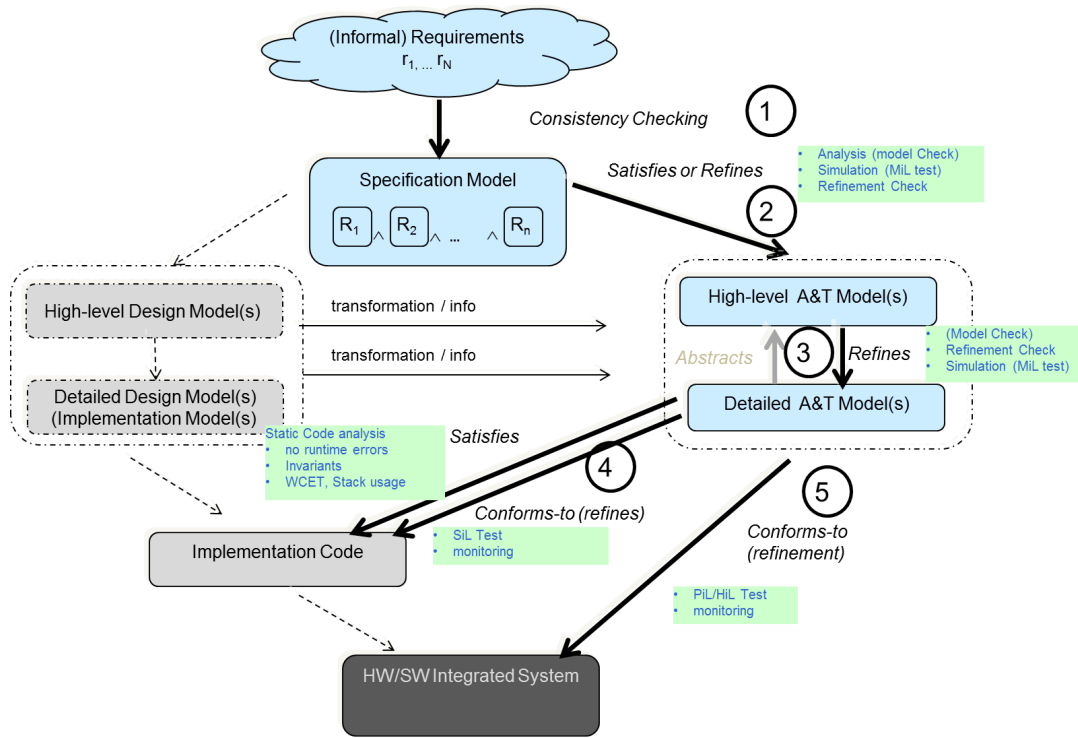 (Informal) Requirements
r1, ... rN
Consistency Checking
1
Specification Model
R1 ^ R2 ^ ... ^ Rn
Satisfies or Refines
• Analysis (model Check)
• Simulation (MiL test)
• Refinement Check
2
High-level Design Model(s)
transformation / info
High-level A&T Model(s)
transformation / info
Abstracts
3
Refines
• (Model Check)
• Refinement Check
• Simulation (MiL test)
Detailed Design Model(s)
(Implementation Model(s)
Detailed A&T Model(s)
Static Code analysis
• no runtime errors
• Invariants
• WCET, Stack usage
Satisfies
4
Conforms-to (refines)
• SiL Test
• monitoring
5
Conforms-to
(refinement)
Implementation Code
• PiL/HiL Test
• monitoring
HW/SW Integrated System